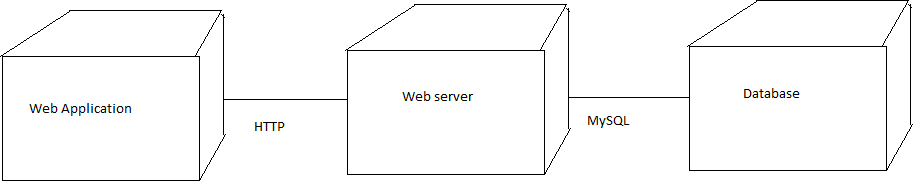 Web Application
HTTP
Web server
MySQL
Database